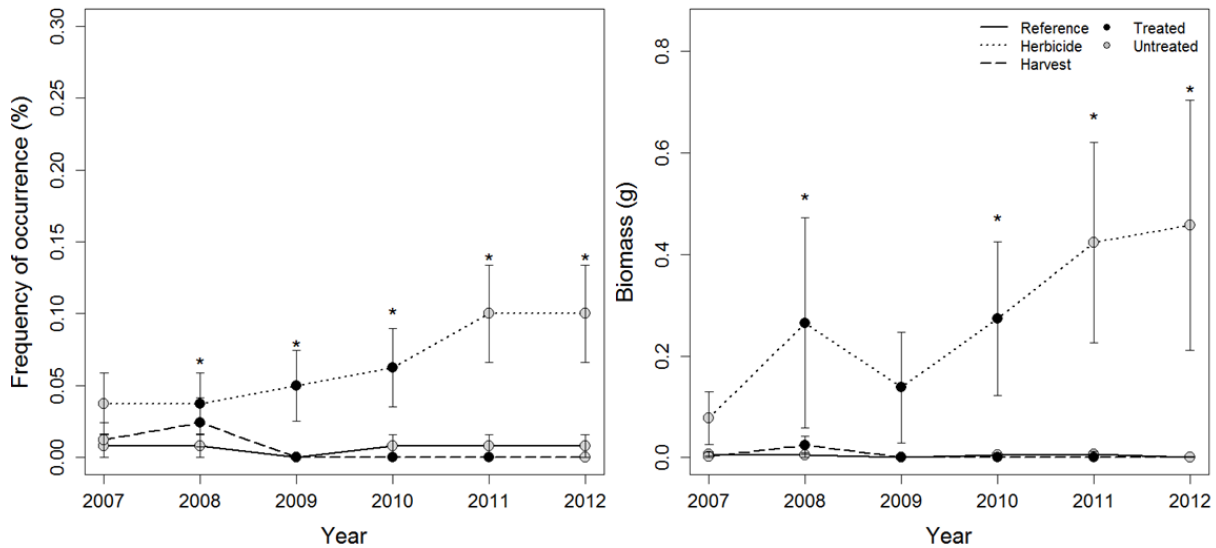 Frequency of occurrence (%)
0.30
0.25
0.20
0.15
0.10
0.05
0.00
* * * * *
2007 2008 2009 2010 2011 2012
Year
Biomass (g)
0.8
0.6
0.4
0.2
0.0
Reference Treated
Herbicide Untreated
Harvest
* * * *
2007 2008 2009 2010 2011 2012
Year